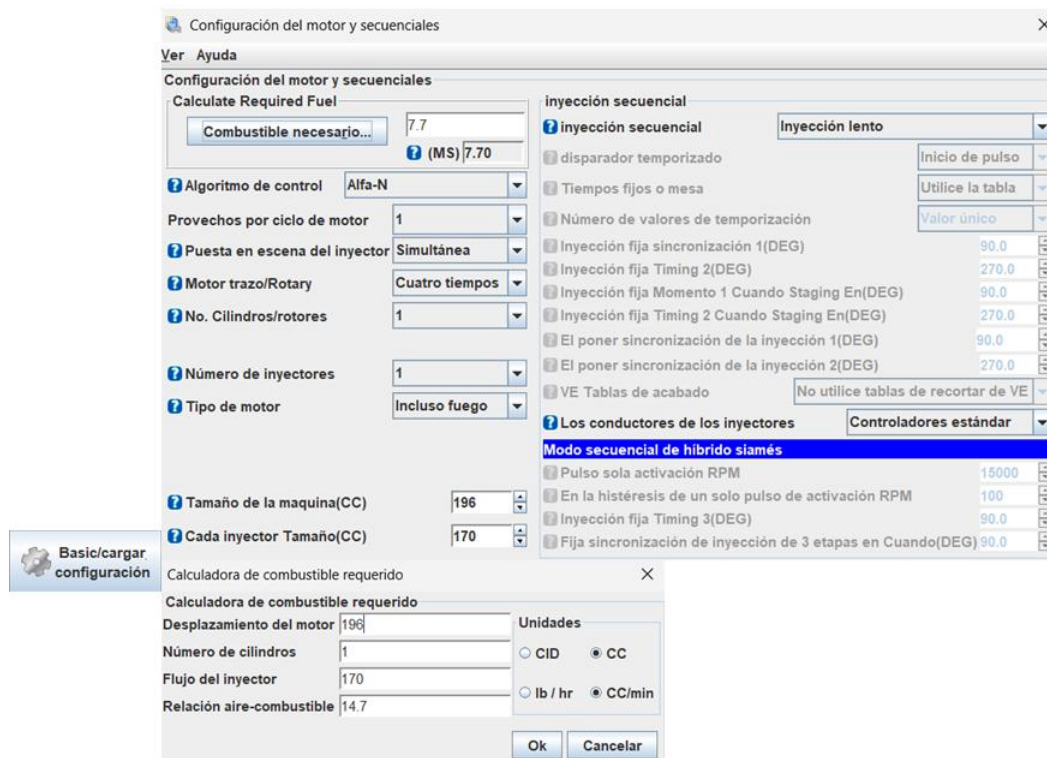 Configuración del motor y secuenciales
Ver Ayuda
Configuración del motor y secuenciales
Calculate Required Fuel
Combustible necesario...
7.7
(MS) 7.70
Algoritmo de control Alfa-N
Provechos por ciclo de motor 1
Puesta en escena del inyector Simultánea
Motor trazo/Rotary Cuatro tiempos
No. Cilindros/rotores 1
Número de inyectores 1
Tipo de motor Incluso fuego
Tamaño de la maquina(CC) 196
Cada inyector Tamaño(CC) 170
inyección secuencial
inyección secuencial Inyección lento
disparador temporizado Inicio de pulso
Tiempos fijos o mesa Utilice la tabla
Número de valores de temporización Valor único
Inyección fija sincronización 1(DEG) 90.0
Inyección fija Timing 2(DEG) 270.0
Inyección fija Momento 1 Cuando Staging En(DEG) 90.0
Inyección fija Timing 2 Cuando Staging En(DEG) 270.0
El poner sincronización de la inyección 1(DEG) 90.0
El poner sincronización de la inyección 2(DEG) 270.0
VE Tablas de acabado No utilice tablas de recortar de VE
Los conductores de los inyectores Controladores estándar
Modo secuencial de híbrido siamés
Pulso sola activación RPM 15000
En la histéresis de un solo pulso de activación RPM 100
Inyección fija Timing 3(DEG) 90.0
Fija sincronización de inyección de 3 etapas en Cuando(DEG) 90.0
Basic/cargar
configuración
Calculadora de combustible requerido
Calculadora de combustible requerido
Desplazamiento del motor 196
Número de cilindros 1
Flujo del inyector 170
Relación aire-combustible 14.7
Unidades
CID CC
lb / hr CC/min
Ok Cancelar